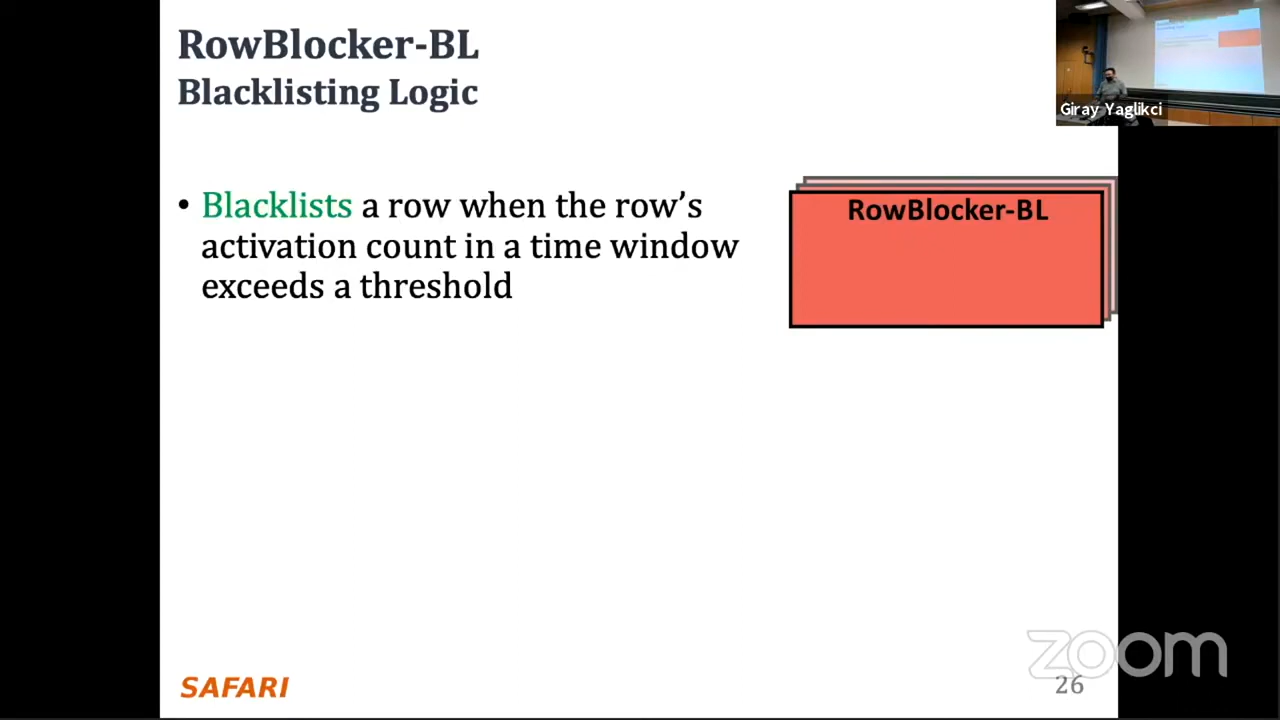 RowBlocker-BL
Blacklisting Logic
• Blacklists a row when the row's
activation count in a time window
exceeds a threshold
RowBlocker-BL
Giray Yaglikci
SAFARI
zoom
26